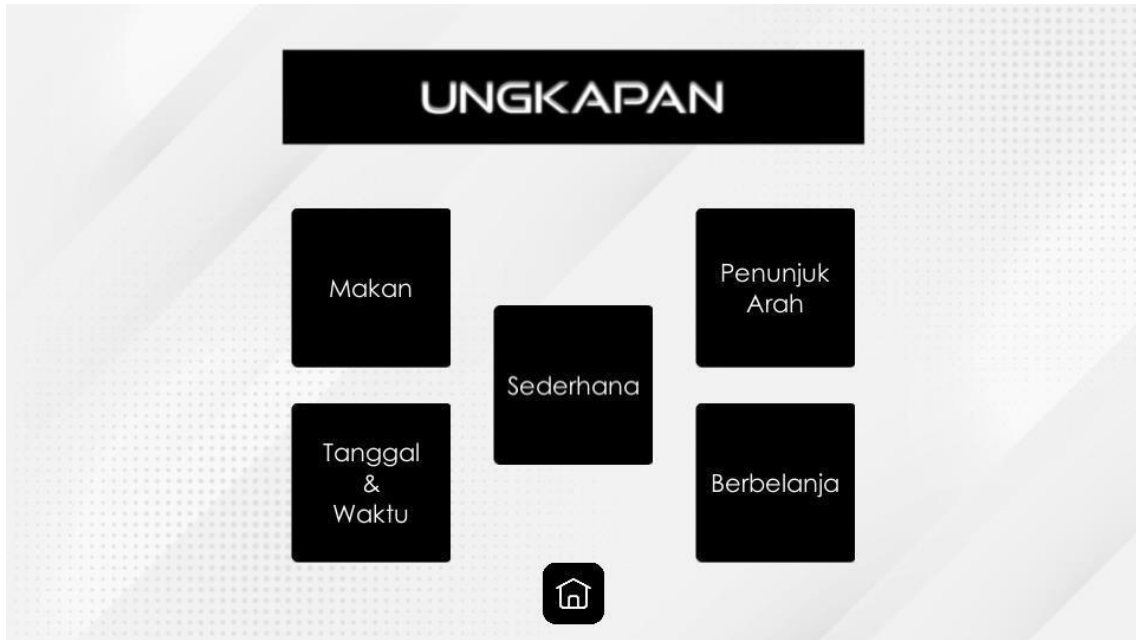 UNGKAPAN
Makan
Penunjuk
Arah
Sederhana
Tanggal
&
Waktu
Berbelanja